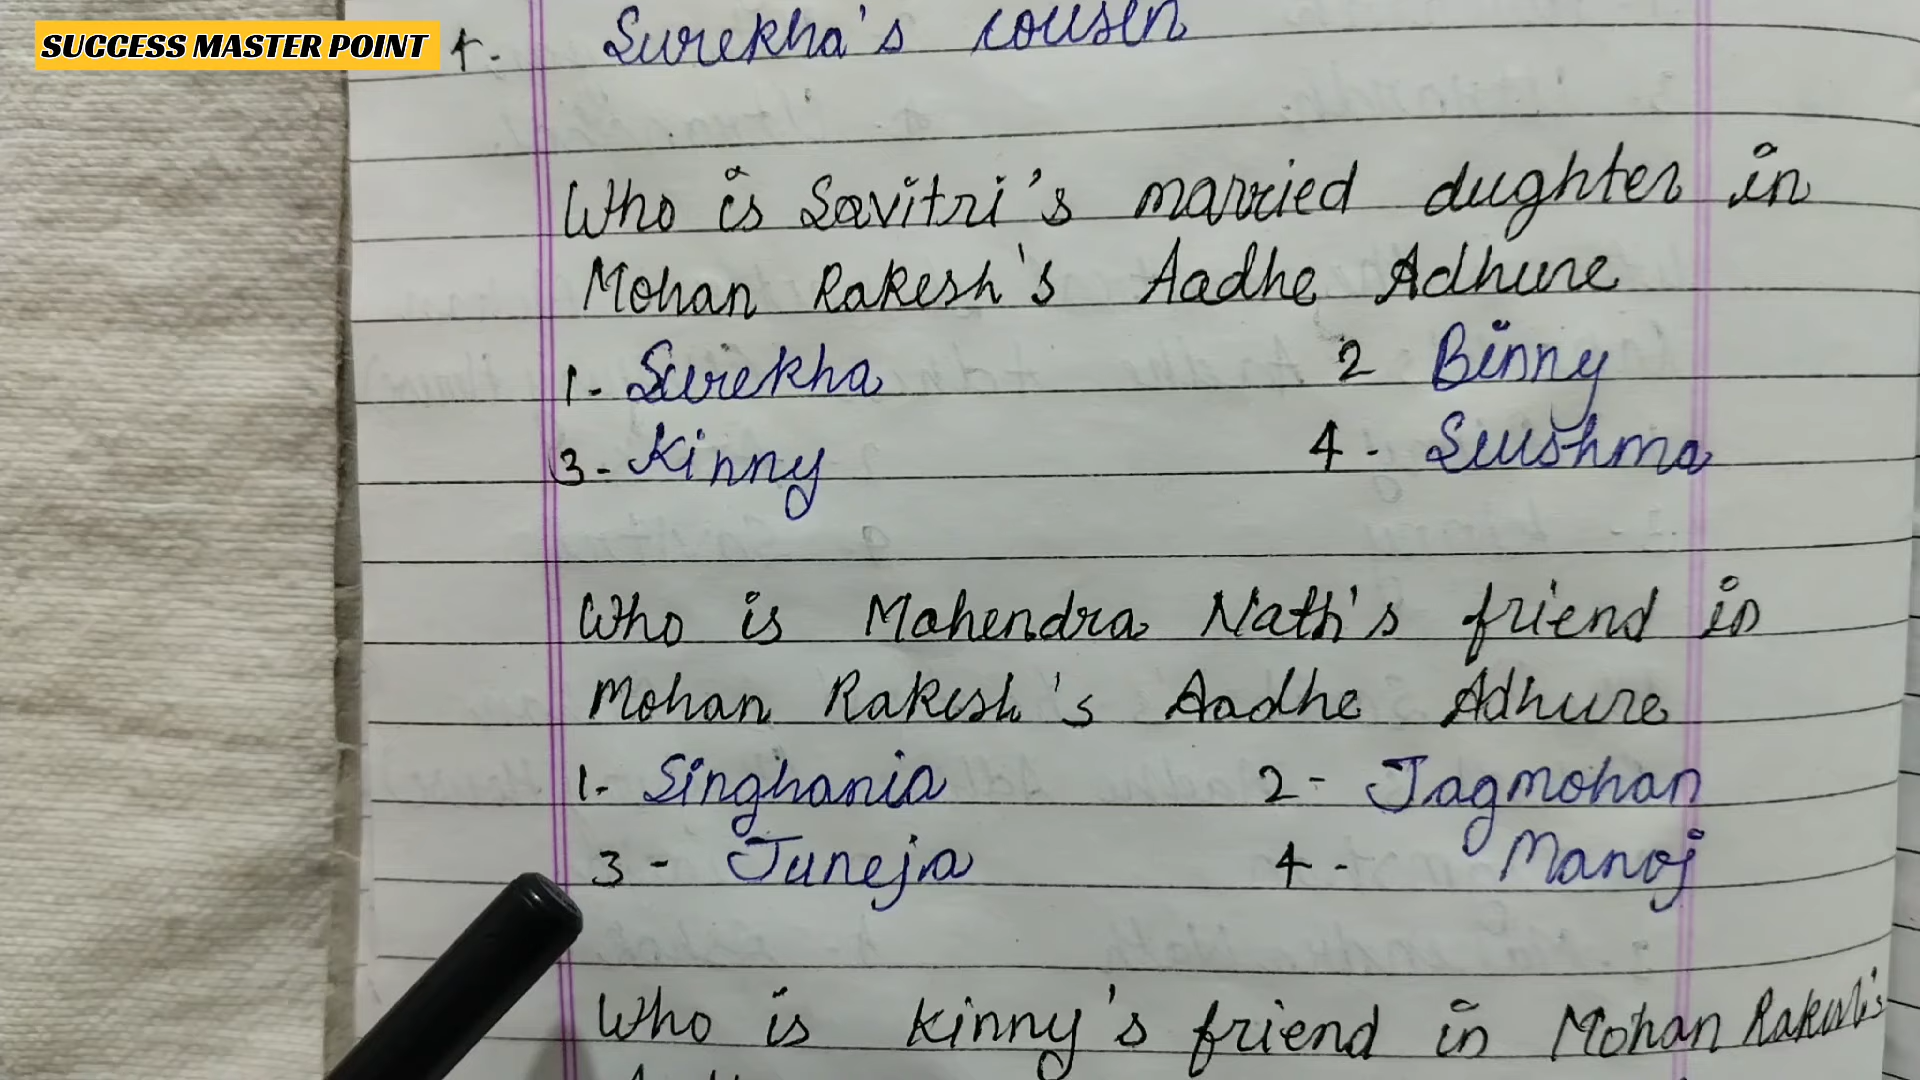 SUCCESS MASTER POINT
4. Surekha's cousin
Who is Savitri's married dughter in
Mohan Rakesh's Aadhe Adhure
1. Surekha 2 Binny
3 - Kinny 4 - Sushma
Who is Mahendra Nath's friend in
Mohan Rakesh's Aadhe Adhure
1. Singhania 2 - Jagmohan
3 - Juneja 4 - Manoj
Who is Kinny's friend in Mohan Rakesh's